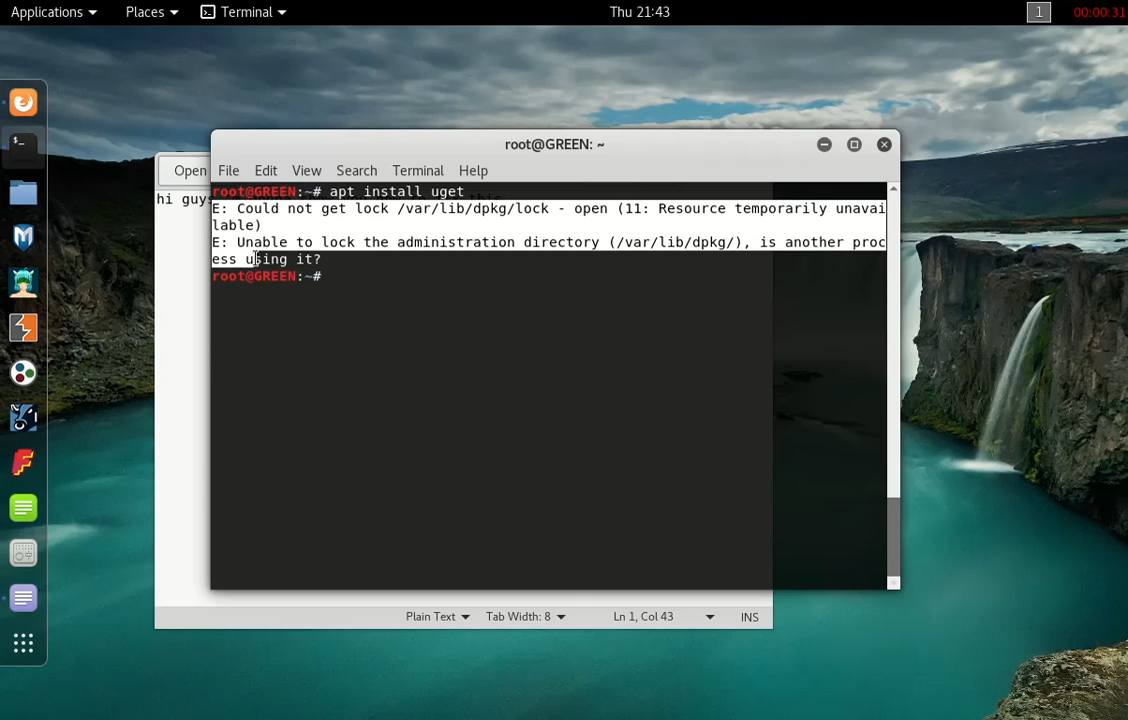 Applications
Places
Terminal
Thu 21:43
1
00:00:31
root@GREEN: ~
Open
File Edit View Search Terminal Help
hi guys
root@GREEN:~# apt install uget
E: Could not get lock /var/lib/dpkg/lock - open (11: Resource temporarily unavai
lable)
E: Unable to lock the administration directory (/var/lib/dpkg/), is another proc
ess using it?
root@GREEN:~#
Plain Text
Tab Width: 8
Ln 1, Col 43
INS